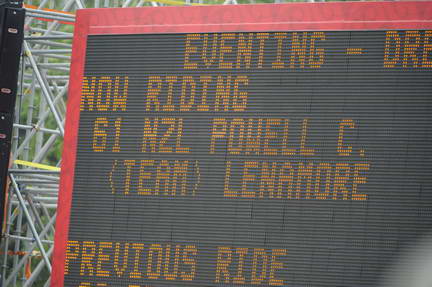 EVENTING - DRE
NOW RIDING
61 NZL POWELL C.
(TEAM) LENAMORE
PREVIOUS RIDE